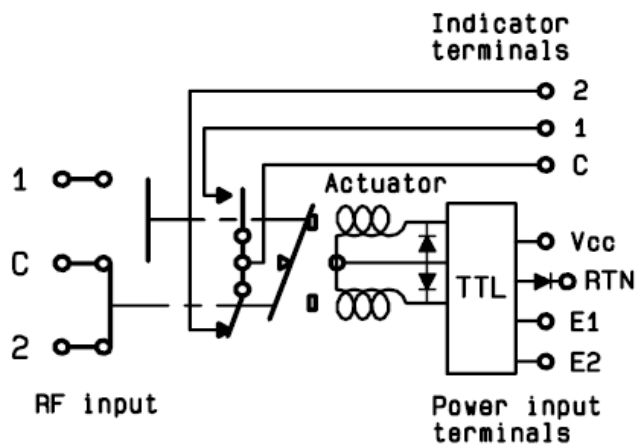 Indicator
terminals
2
1
C
1
C
2
Actuator
TTL
Vcc
RTN
E1
E2
RF input
Power input
terminals